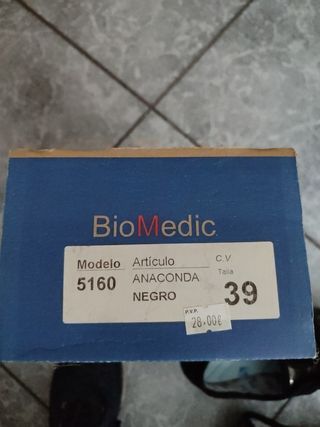 BioMedic
Modelo Artículo C.V
5160 ANACONDA Talla
NEGRO 39
P.V.P.
28,00€